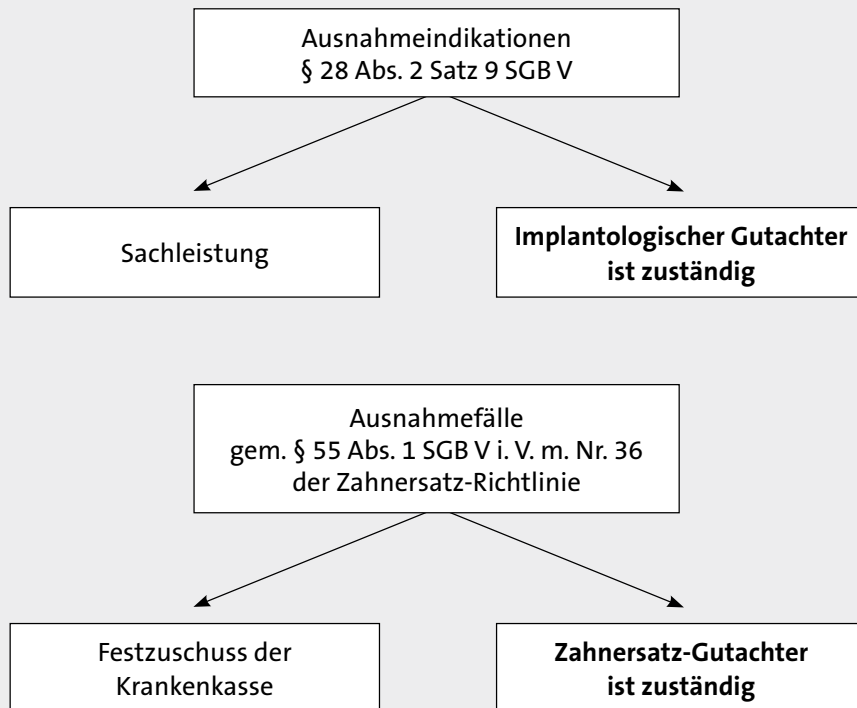 Ausnahmeindikationen
§ 28 Abs. 2 Satz 9 SGB V
Sachleistung
Implantologischer Gutachter
ist zuständig
Ausnahmefälle
gem. § 55 Abs. 1 SGB V i. V. m. Nr. 36
der Zahnersatz-Richtlinie
Festzuschuss der
Krankenkasse
Zahnersatz-Gutachter
ist zuständig